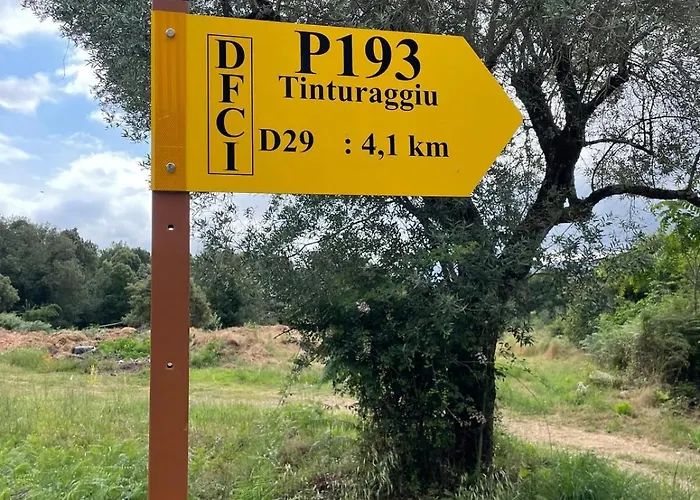 DFCI
P193
Tinturaggiu
D29 : 4,1 km